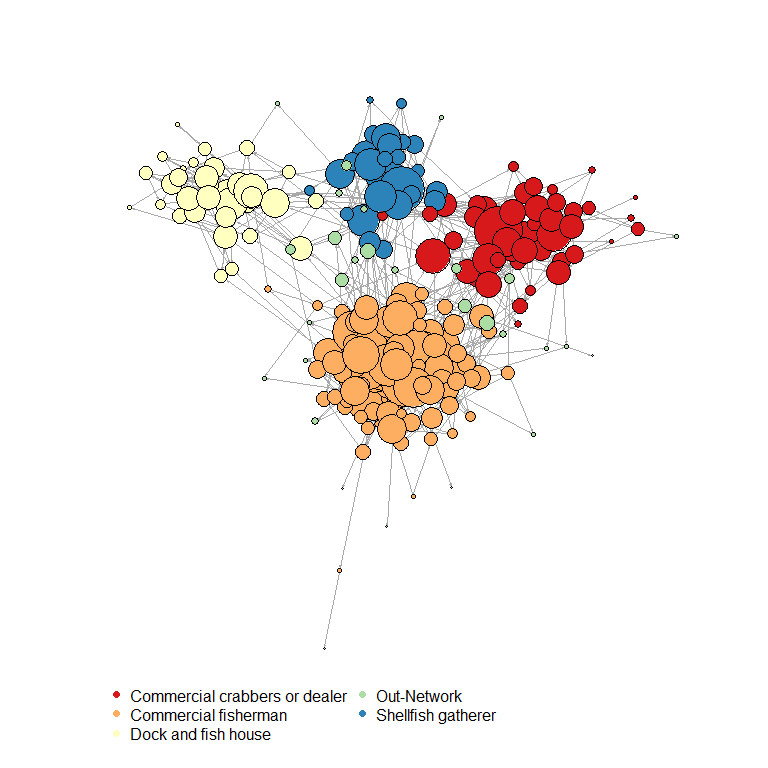 Commercial crabbers or dealer
Commercial fisherman
Dock and fish house
Out-Network
Shellfish gatherer